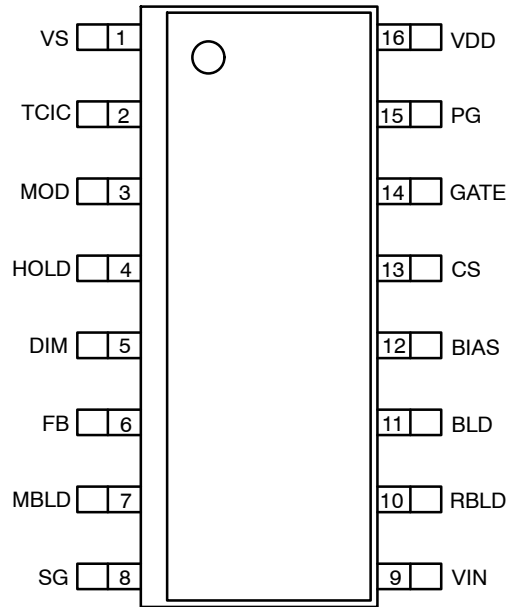 VS 1 16 VDD
TCIC 2 15 PG
MOD 3 14 GATE
HOLD 4 13 CS
DIM 5 12 BIAS
FB 6 11 BLD
MBLD 7 10 RBLD
SG 8 9 VIN